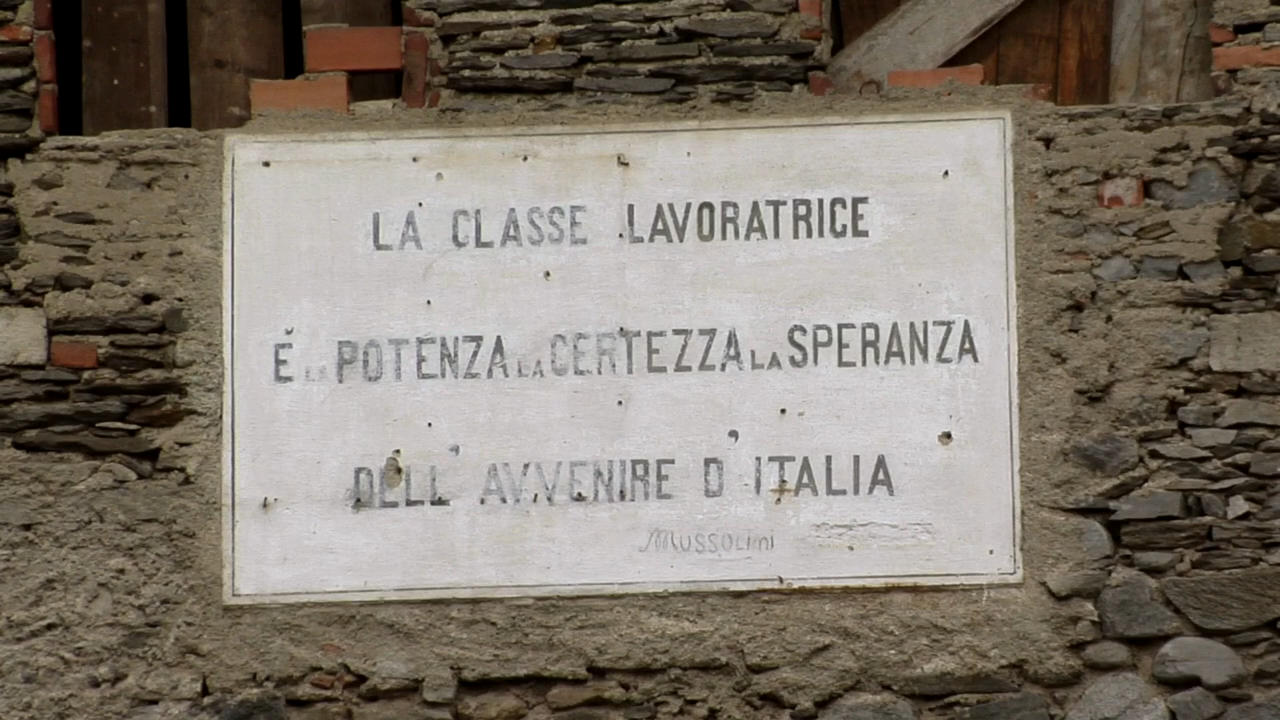 LA CLASSE LAVORATRICE
È LA POTENZA LA CERTEZZA LA SPERANZA
DELL' AVVENIRE D' ITALIA
Mussolini